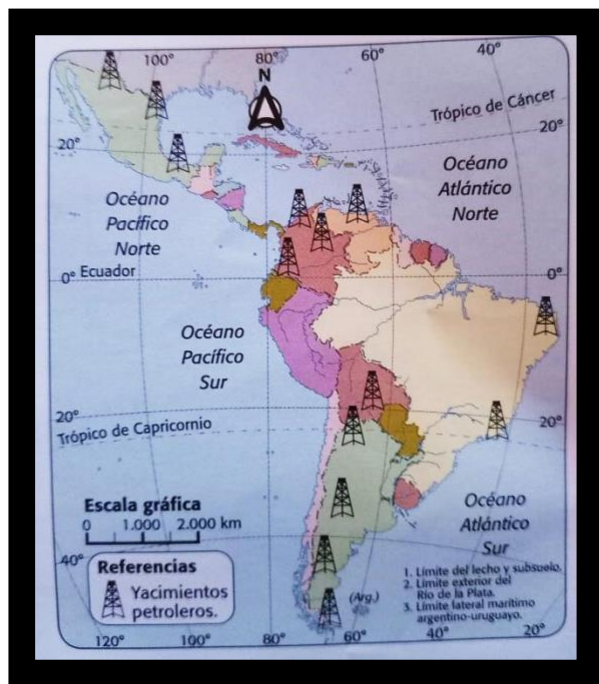 100°
80°
60°
40°
N
Trópico de Cáncer
20°
20°
Océano
Pacífico
Norte
Océano
Atlántico
Norte
0°
Ecuador
0°
Océano
Pacífico
Sur
20°
Trópico de Capricornio
20°
Escala gráfica
0 1.000 2.000 km
Océano
Atlántico
Sur
40°
Referencias
Yacimientos
petroleros.
(Arg.)
1. Límite del lecho y subsuelo.
2. Límite exterior del
Río de la Plata.
3. Límite lateral marítimo
argentino-uruguayo.
120°
100°
80°
60°
40°
20°